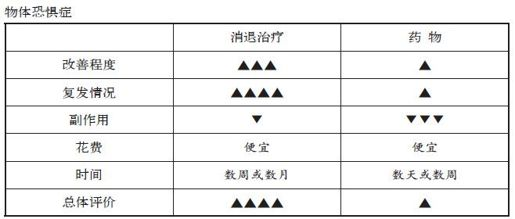 物体恐惧症
消退治疗 药 物
改善程度 ▲▲▲ ▲
复发情况 ▲▲▲▲ ▲
副作用 ▼ ▼▼▼
花费 便宜 便宜
时间 数周或数月 数天或数周
总体评价 ▲▲▲▲ ▲